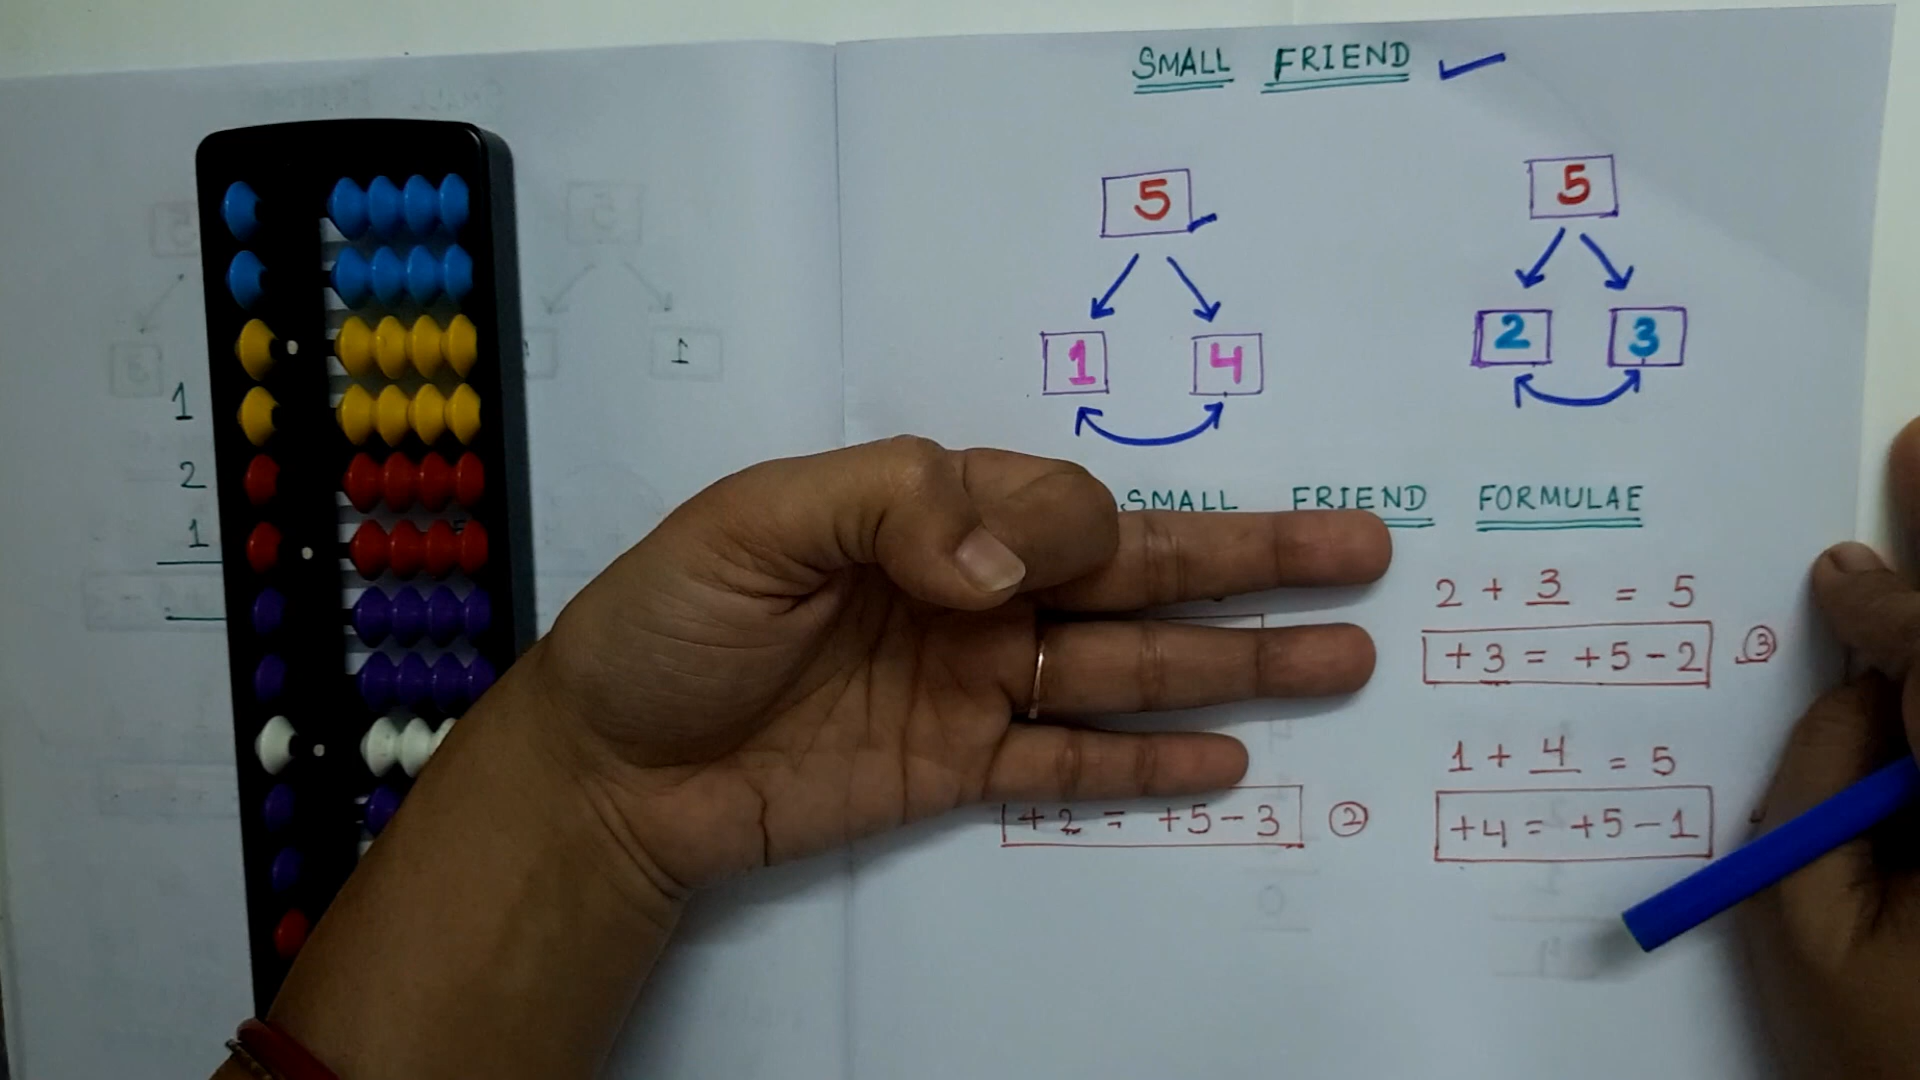 SMALL FRIEND
5
5
1 4
2 3
1
2
1
SMALL FRIEND FORMULAE
2 + 3 = 5
+3 = +5-2 ③
1 + 4 = 5
+2 = +5-3 ②
+4 = +5-1